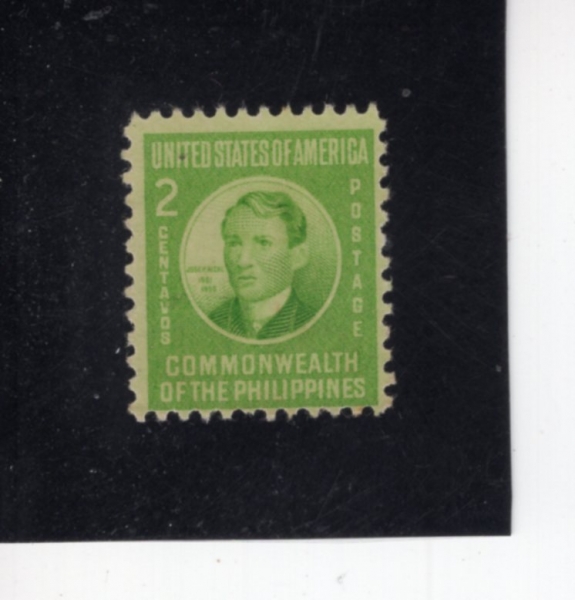 UNITED STATES OF AMERICA
2
CENTAVOS
POSTAGE
COMMONWEALTH
OF THE PHILIPPINES